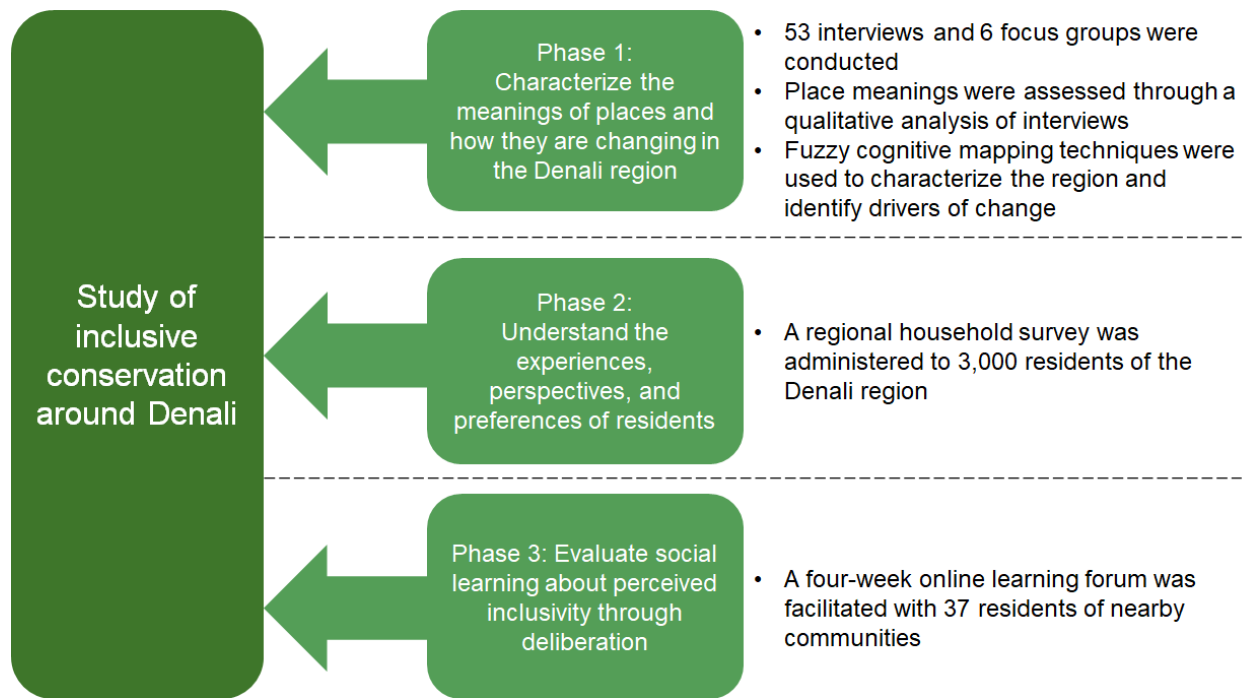 Study of
inclusive
conservation
around Denali
Phase 1:
Characterize the
meanings of places and
how they are changing in
the Denali region
• 53 interviews and 6 focus groups were
conducted
• Place meanings were assessed through a
qualitative analysis of interviews
• Fuzzy cognitive mapping techniques were
used to characterize the region and
identify drivers of change
Phase 2:
Understand the
experiences,
perspectives, and
preferences of residents
• A regional household survey was
administered to 3,000 residents of the
Denali region
Phase 3: Evaluate social
learning about perceived
inclusivity through
deliberation
• A four-week online learning forum was
facilitated with 37 residents of nearby
communities